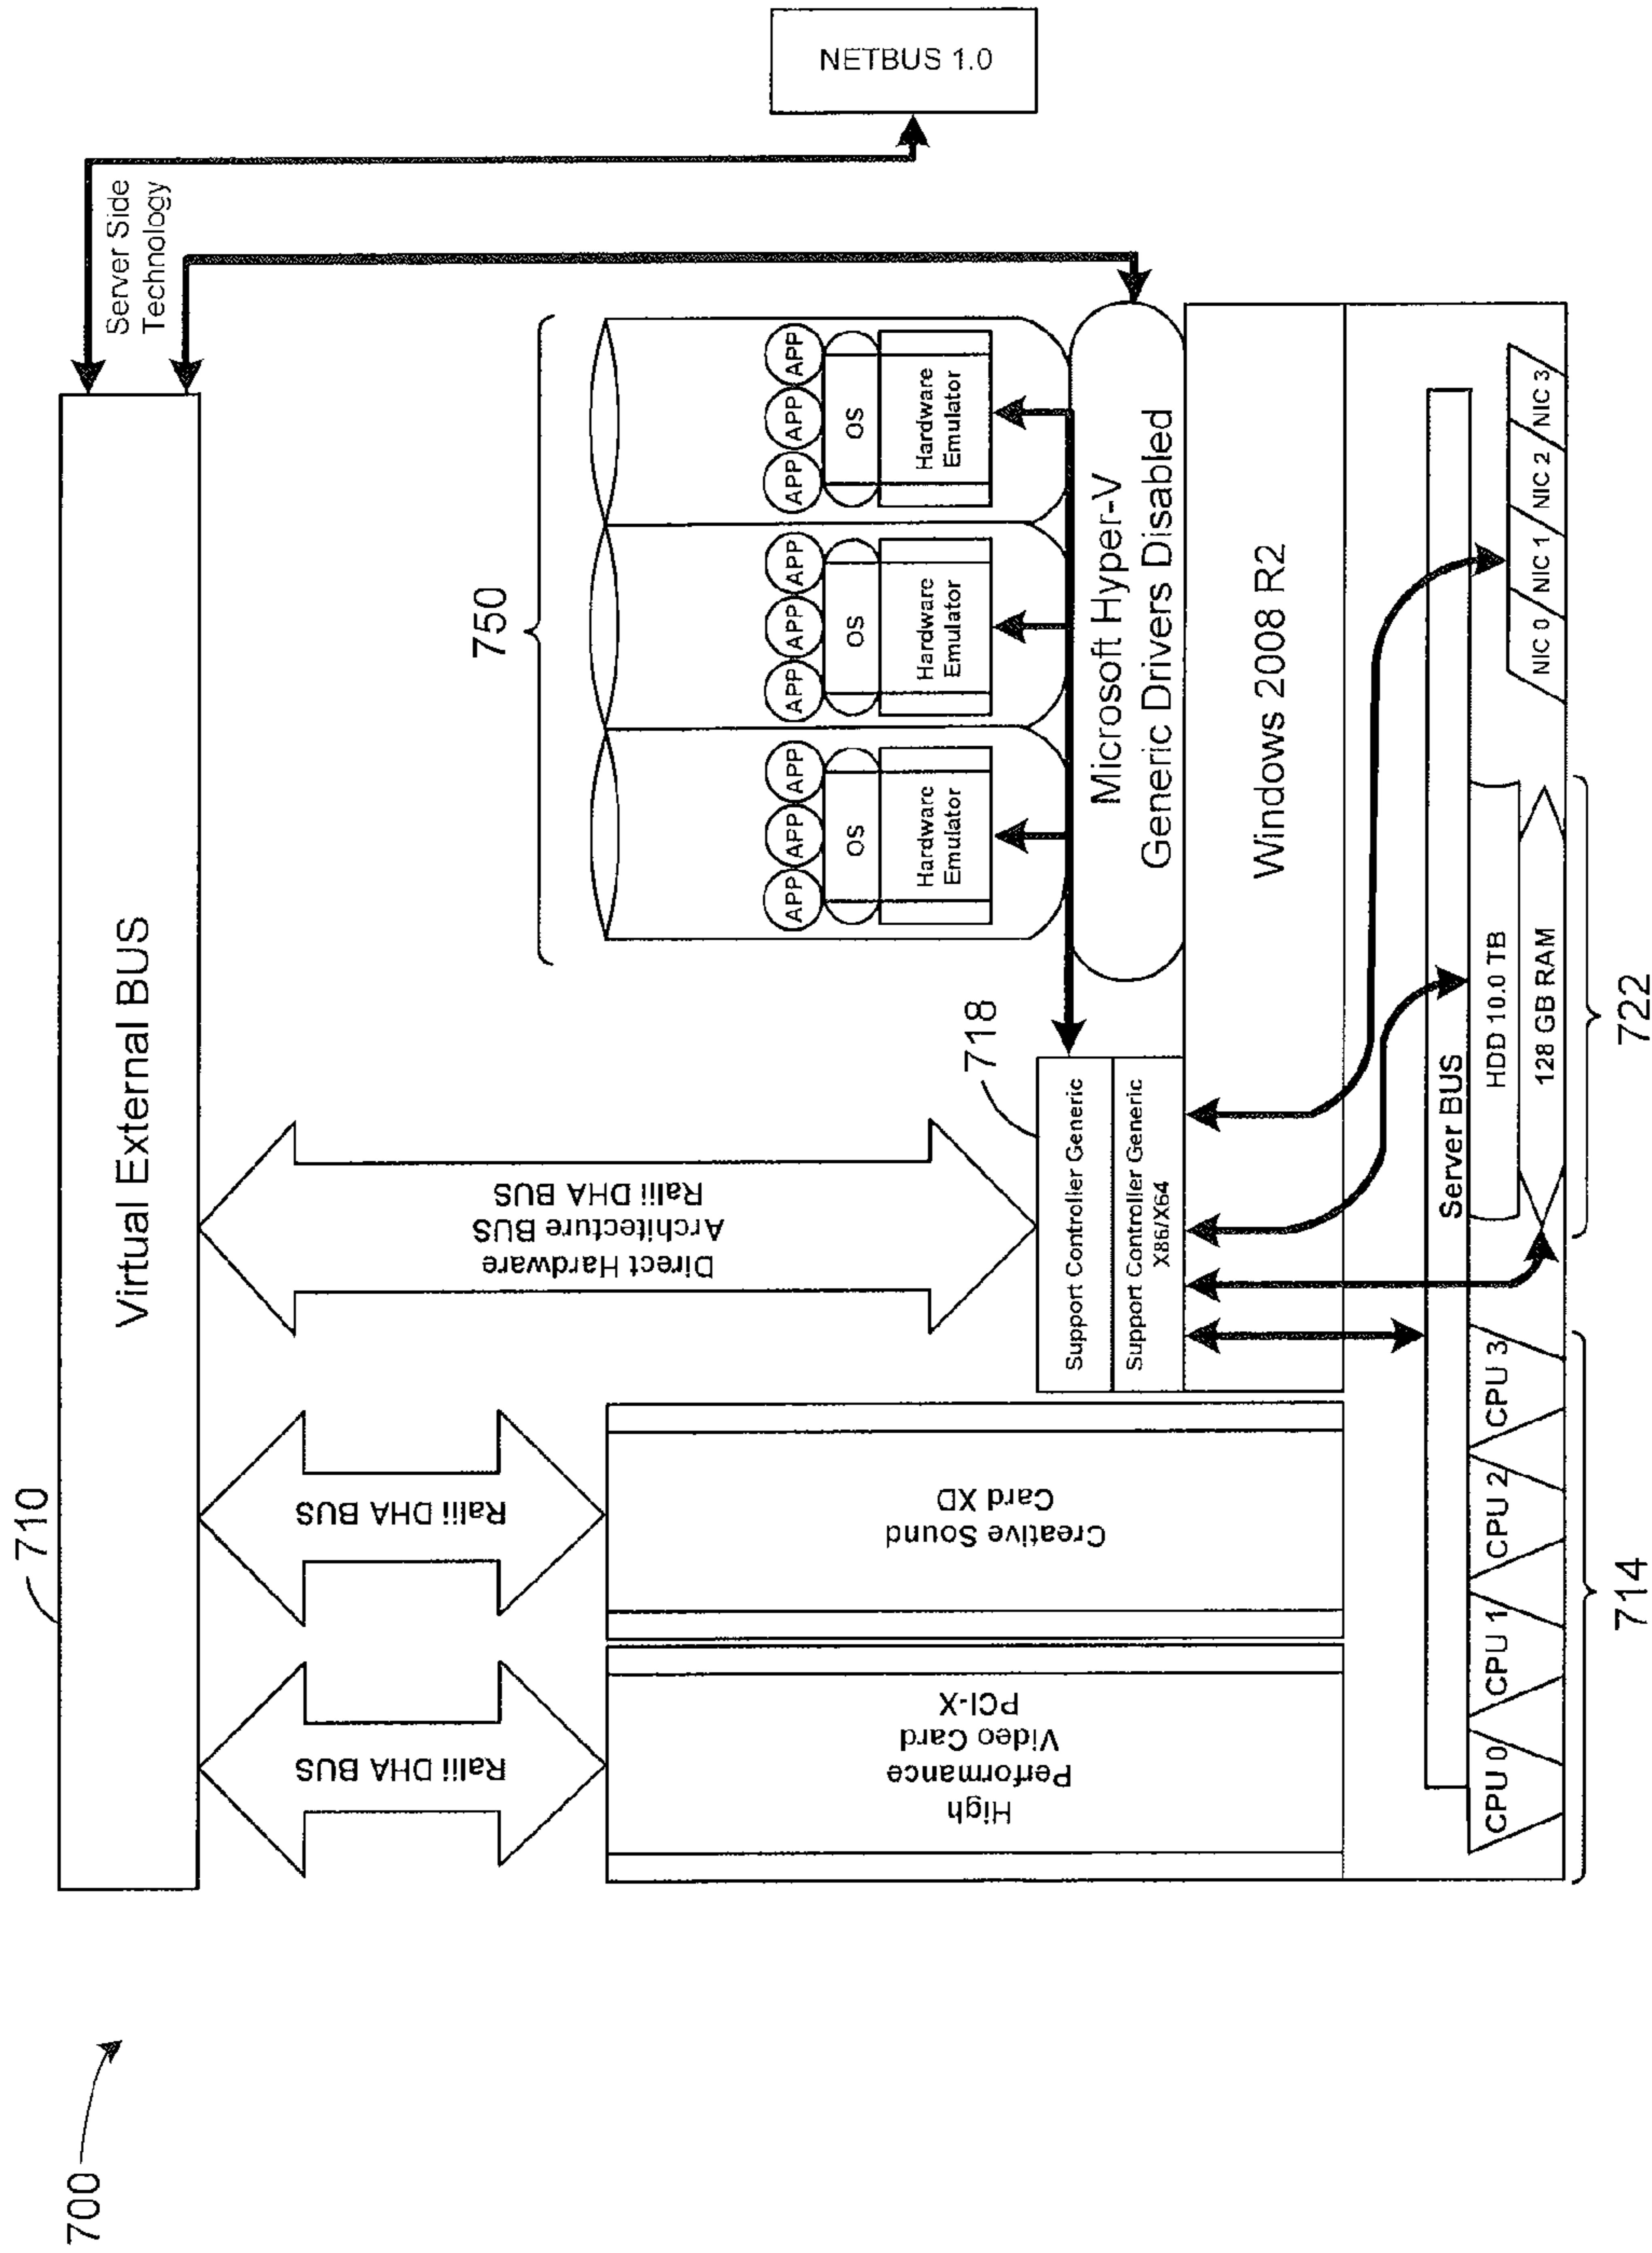 700
710
Virtual External BUS
Server Side
Technology
NETBUS 1.0
Ralii DHA BUS
Ralii DHA BUS
Direct Hardware
Architecture BUS
Ralii DHA BUS
750
APP APP APP
OS
Hardware
Emulator
APP APP APP
OS
Hardware
Emulator
APP APP APP
OS
Hardware
Emulator
High
Performance
Video Card
PCI-X
Creative Sound
Card XD
718
Support Controller Generic
Support Controller Generic
X86/X64
Microsoft Hyper-V
Generic Drivers Disabled
Windows 2008 R2
Server BUS
CPU 0
CPU 1
CPU 2
CPU 3
HDD 10.0 TB
128 GB RAM
NIC 0
NIC 1
NIC 2
NIC 3
714
722